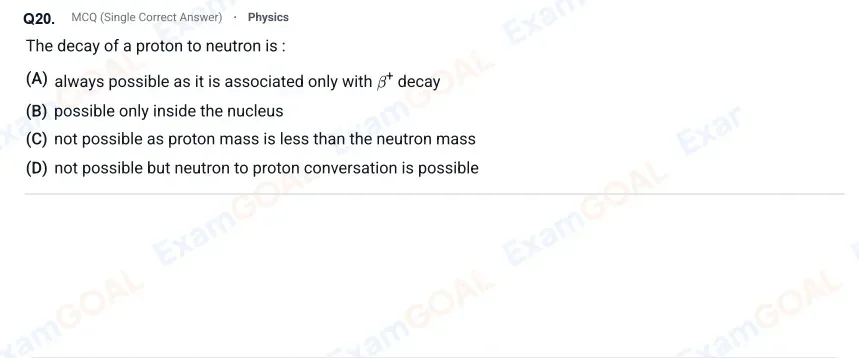 Q20. MCQ (Single Correct Answer) · Physics
The decay of a proton to neutron is :
(A) always possible as it is associated only with β⁺ decay
(B) possible only inside the nucleus
(C) not possible as proton mass is less than the neutron mass
(D) not possible but neutron to proton conversation is possible
ExamGOAL
ExamGOAL